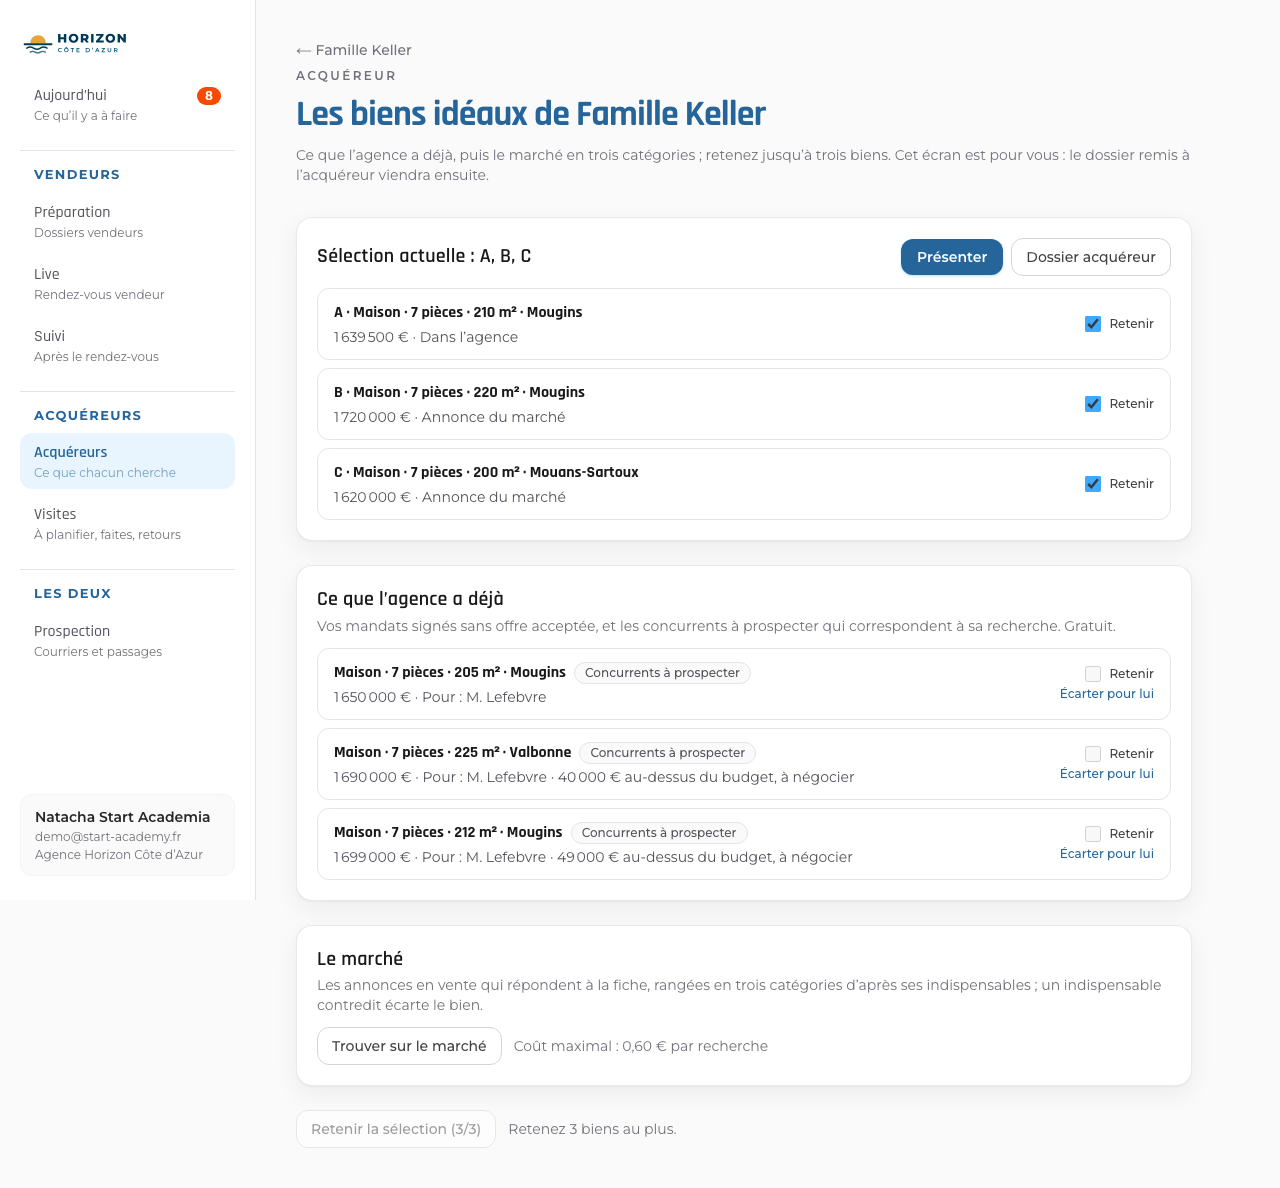 HORIZON
CÔTE D'AZUR
Aujourd'hui
8
Ce qu'il y a à faire
VENDEURS
Préparation
Dossiers vendeurs
Live
Rendez-vous vendeur
Suivi
Après le rendez-vous
ACQUÉREURS
Acquéreurs
Ce que chacun cherche
Visites
À planifier, faites, retours
LES DEUX
Prospection
Courriers et passages
Natacha Start Academia
demo@start-academy.fr
Agence Horizon Côte d'Azur
← Famille Keller
ACQUÉREUR
Les biens idéaux de Famille Keller
Ce que l'agence a déjà, puis le marché en trois catégories ; retenez jusqu'à trois biens. Cet écran est pour vous : le dossier remis à
l'acquéreur viendra ensuite.
Sélection actuelle : A, B, C
Présenter
Dossier acquéreur
A · Maison · 7 pièces · 210 m² · Mougins
1 639 500 € · Dans l'agence
Retenir
B · Maison · 7 pièces · 220 m² · Mougins
1 720 000 € · Annonce du marché
Retenir
C · Maison · 7 pièces · 200 m² · Mouans-Sartoux
1 620 000 € · Annonce du marché
Retenir
Ce que l'agence a déjà
Vos mandats signés sans offre acceptée, et les concurrents à prospecter qui correspondent à sa recherche. Gratuit.
Maison · 7 pièces · 205 m² · Mougins
Concurrents à prospecter
1 650 000 € · Pour : M. Lefebvre
Retenir
Écarter pour lui
Maison · 7 pièces · 225 m² · Valbonne
Concurrents à prospecter
1 690 000 € · Pour : M. Lefebvre · 40 000 € au-dessus du budget, à négocier
Retenir
Écarter pour lui
Maison · 7 pièces · 212 m² · Mougins
Concurrents à prospecter
1 699 000 € · Pour : M. Lefebvre · 49 000 € au-dessus du budget, à négocier
Retenir
Écarter pour lui
Le marché
Les annonces en vente qui répondent à la fiche, rangées en trois catégories d'après ses indispensables ; un indispensable
contredit écarte le bien.
Trouver sur le marché
Coût maximal : 0,60 € par recherche
Retenir la sélection (3/3)
Retenez 3 biens au plus.